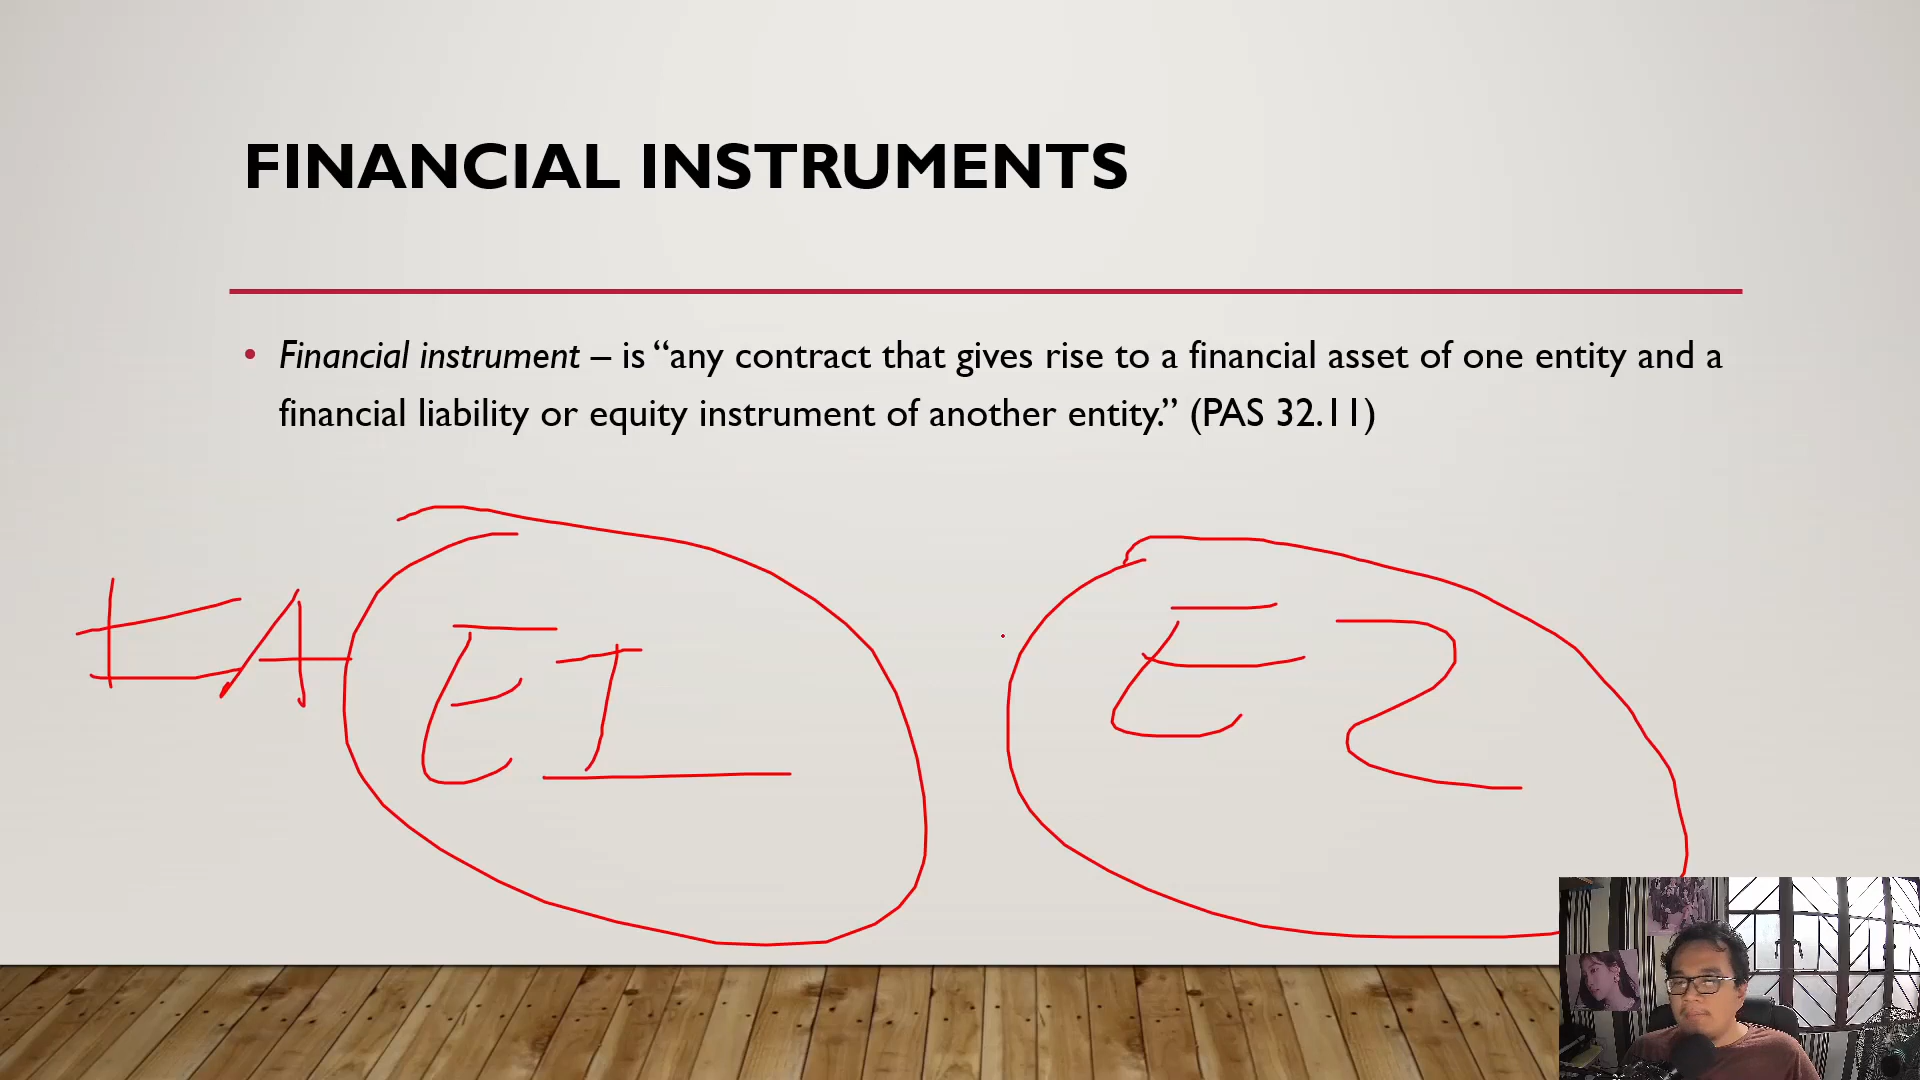 FINANCIAL INSTRUMENTS
• Financial instrument – is “any contract that gives rise to a financial asset of one entity and a
financial liability or equity instrument of another entity.” (PAS 32.11)
FA E1 E2